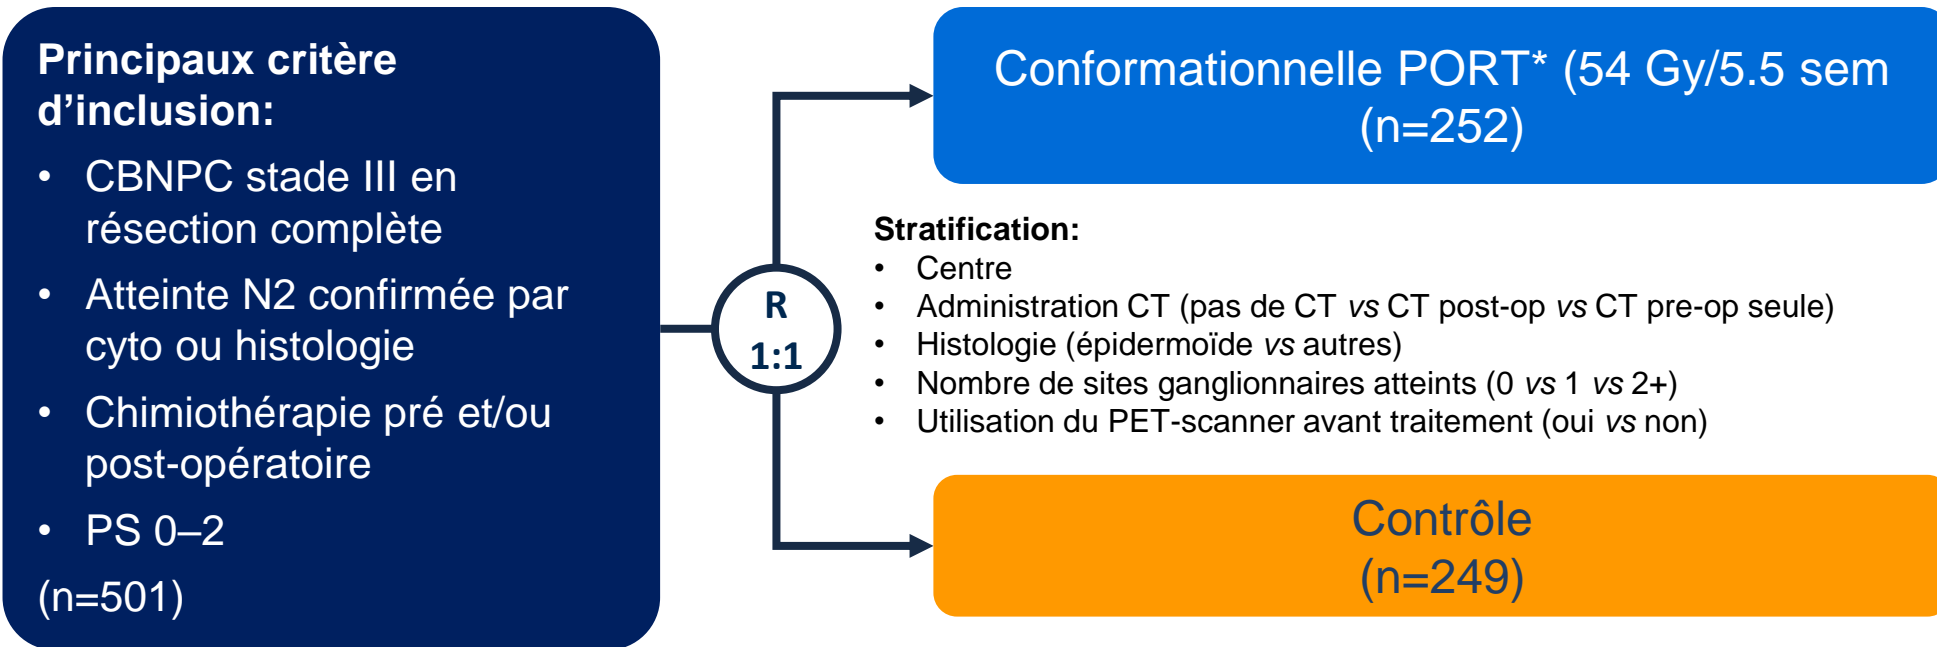 Principaux critère
d’inclusion:
• CBNPC stade III en
résection complète
• Atteinte N2 confirmée par
cyto ou histologie
• Chimiothérapie pré et/ou
post-opératoire
• PS 0–2
(n=501)
R
1:1
Conformationnelle PORT* (54 Gy/5.5 sem
(n=252)
Stratification:
• Centre
• Administration CT (pas de CT vs CT post-op vs CT pre-op seule)
• Histologie (épidermoïde vs autres)
• Nombre de sites ganglionnaires atteints (0 vs 1 vs 2+)
• Utilisation du PET-scanner avant traitement (oui vs non)
Contrôle
(n=249)